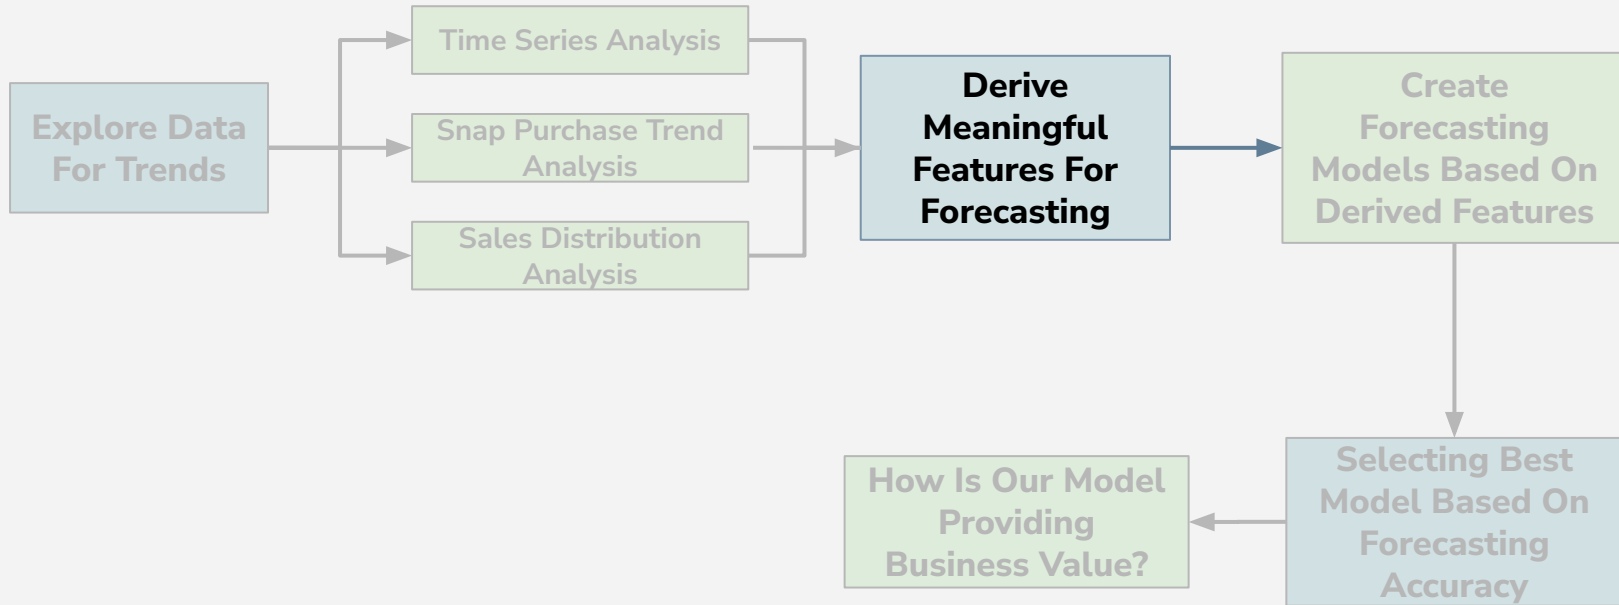 Explore Data
For Trends
Time Series Analysis
Snap Purchase Trend
Analysis
Sales Distribution
Analysis
Derive
Meaningful
Features For
Forecasting
Create
Forecasting
Models Based On
Derived Features
Selecting Best
Model Based On
Forecasting
Accuracy
How Is Our Model
Providing
Business Value?